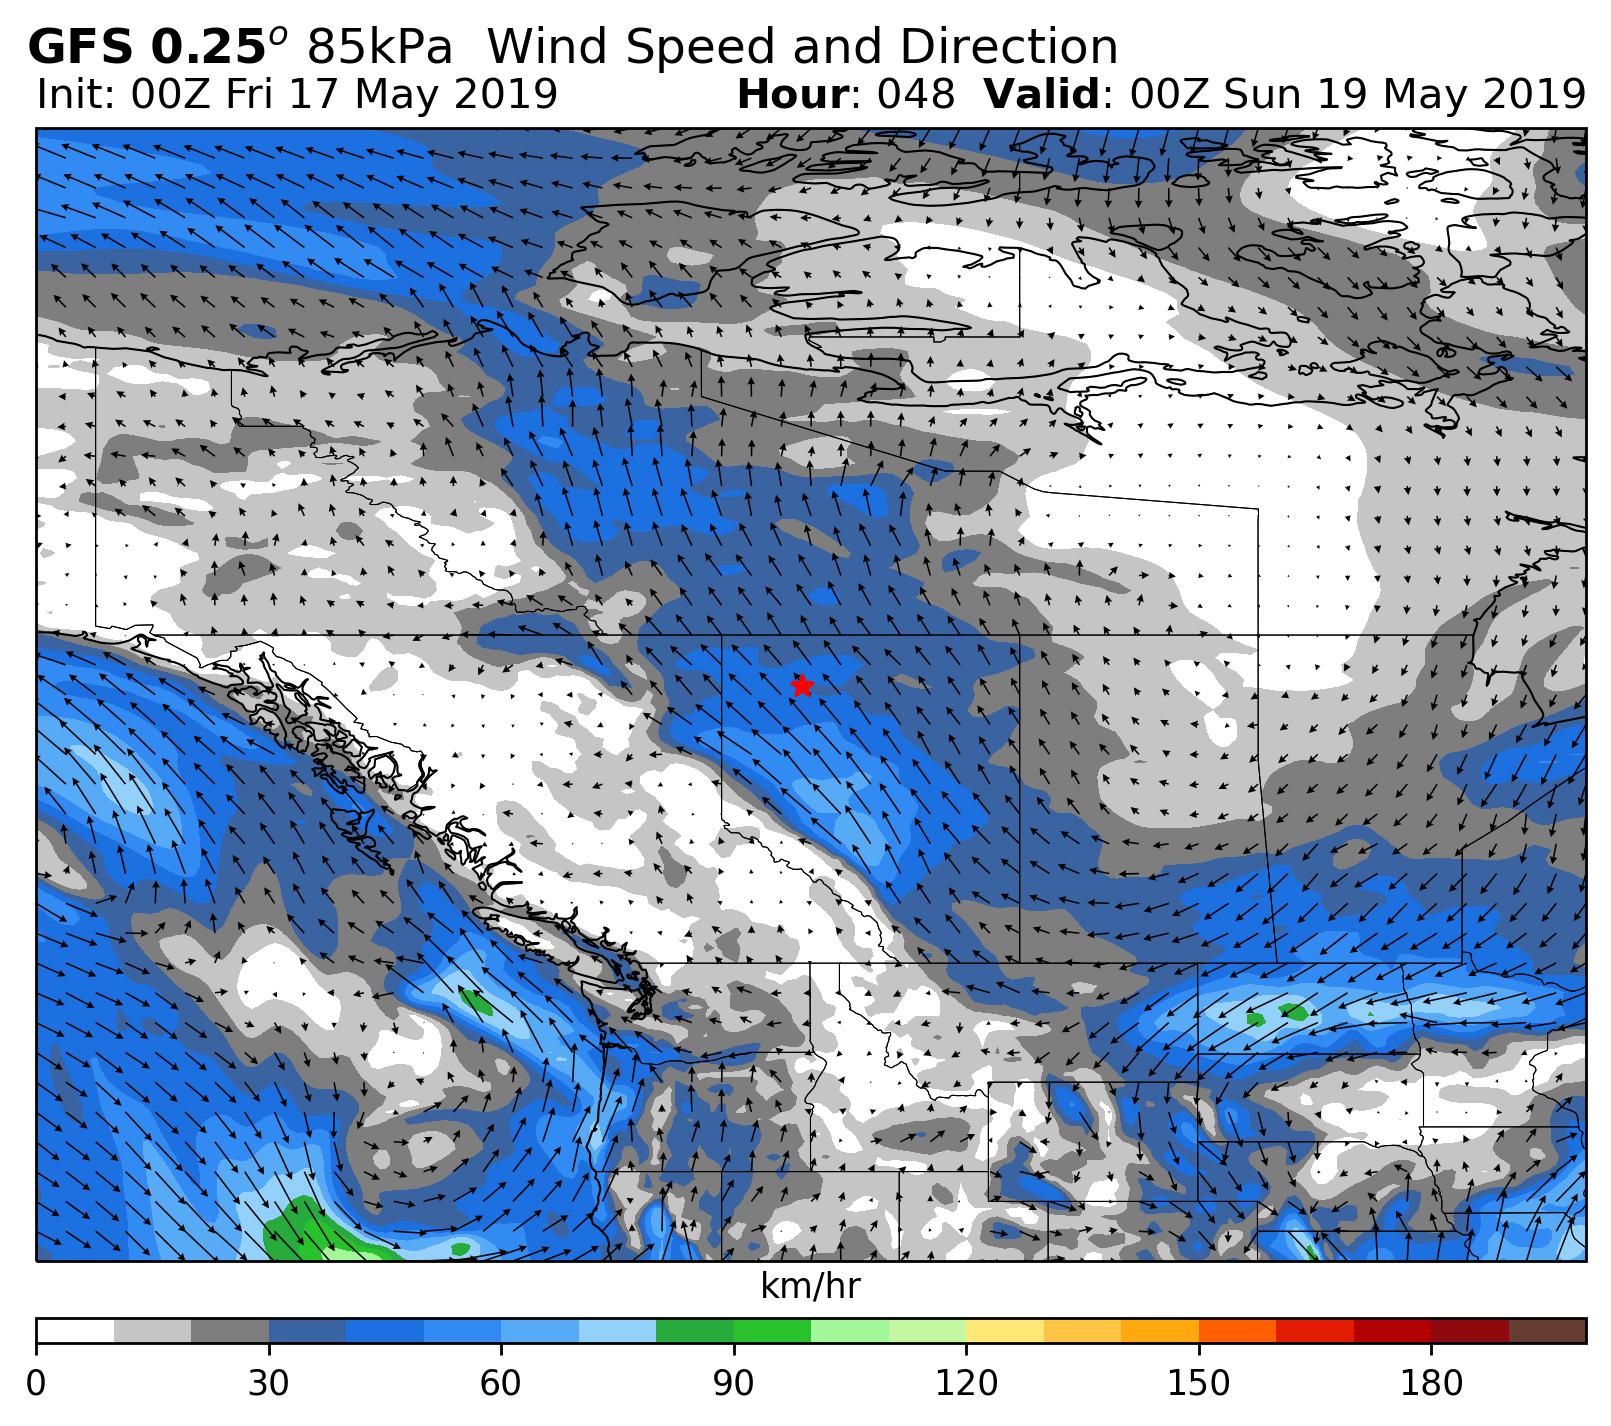 GFS 0.25° 85kPa Wind Speed and Direction
Init: 00Z Fri 17 May 2019 Hour: 048 Valid: 00Z Sun 19 May 2019
km/hr
0 30 60 90 120 150 180